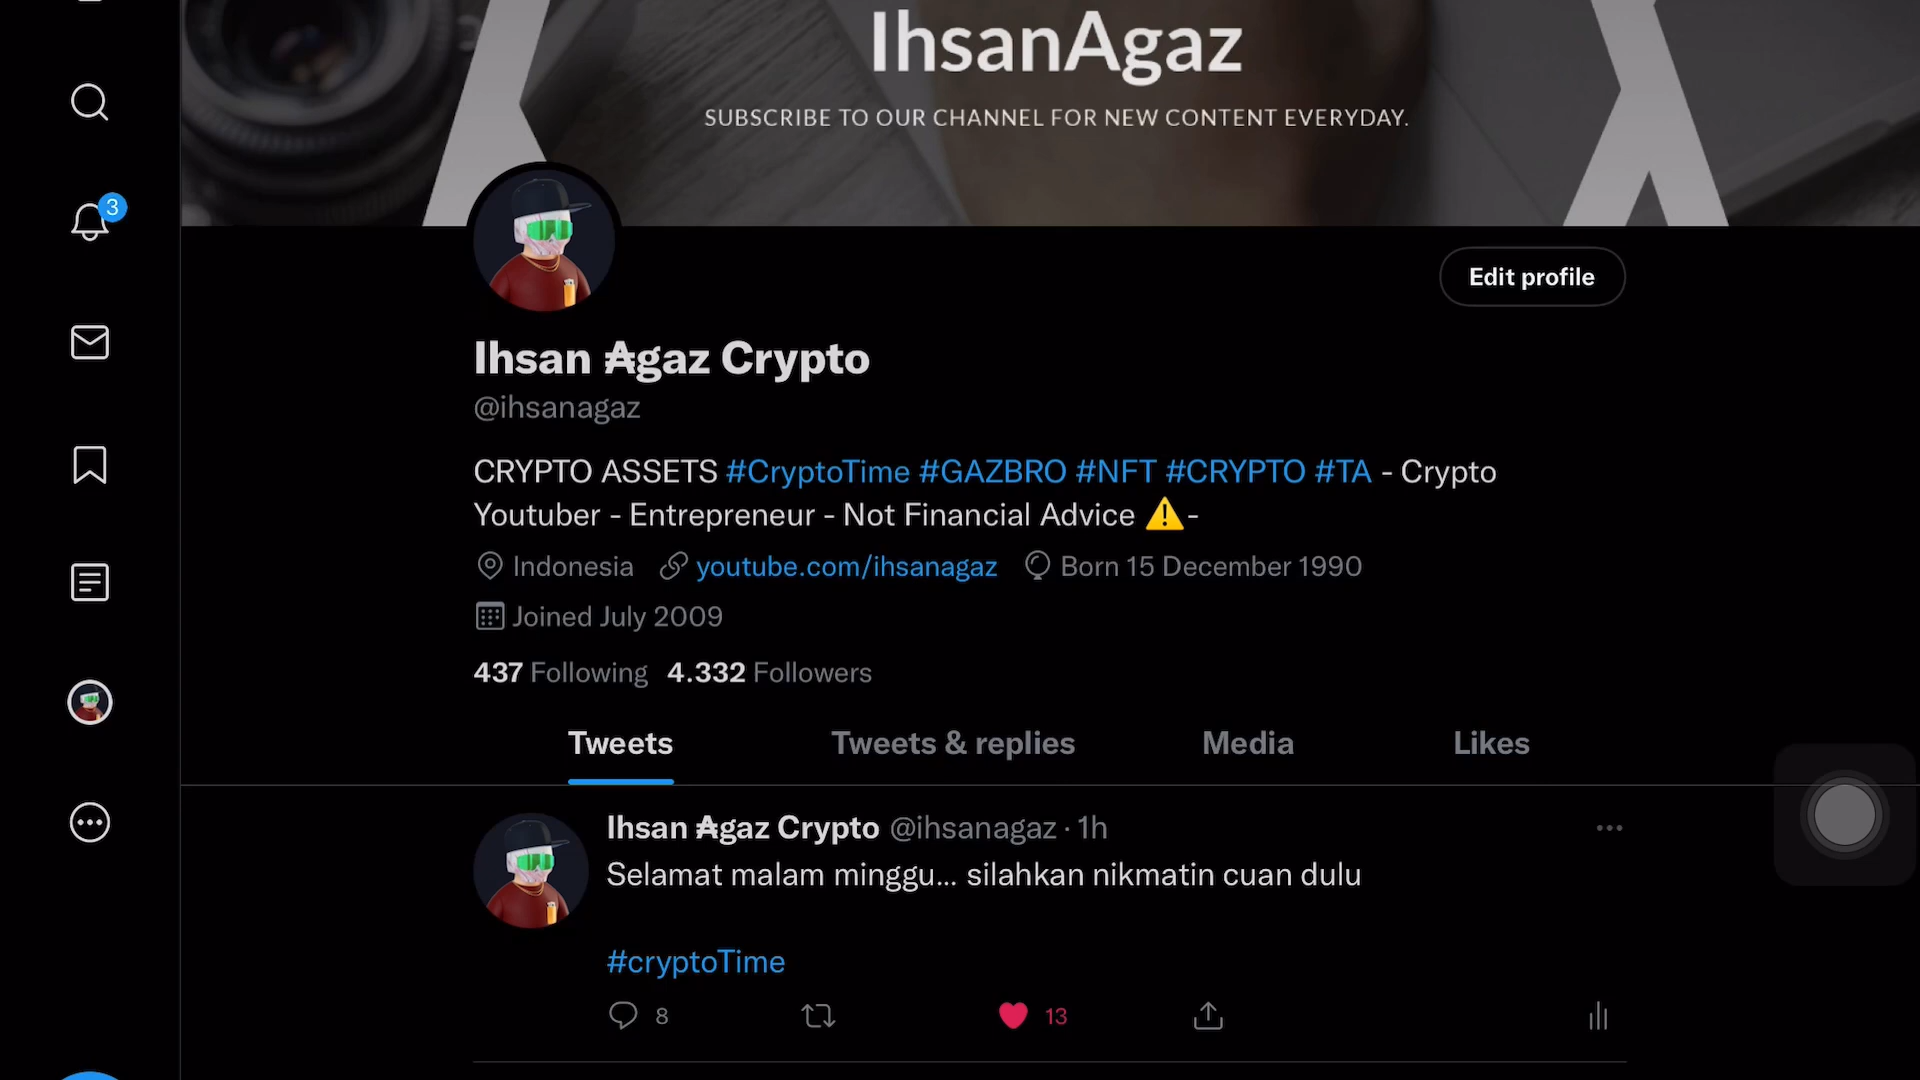 IhsanAgaz
SUBSCRIBE TO OUR CHANNEL FOR NEW CONTENT EVERYDAY.
3
Edit profile
Ihsan ₳gaz Crypto
@ihsanagaz
CRYPTO ASSETS #CryptoTime #GAZBRO #NFT #CRYPTO #TA - Crypto
Youtuber - Entrepreneur - Not Financial Advice ⚠️-
Indonesia youtube.com/ihsanagaz Born 15 December 1990
Joined July 2009
437 Following 4.332 Followers
Tweets Tweets & replies Media Likes
Ihsan ₳gaz Crypto @ihsanagaz · 1h
Selamat malam minggu... silahkan nikmatin cuan dulu
#cryptoTime
8 13